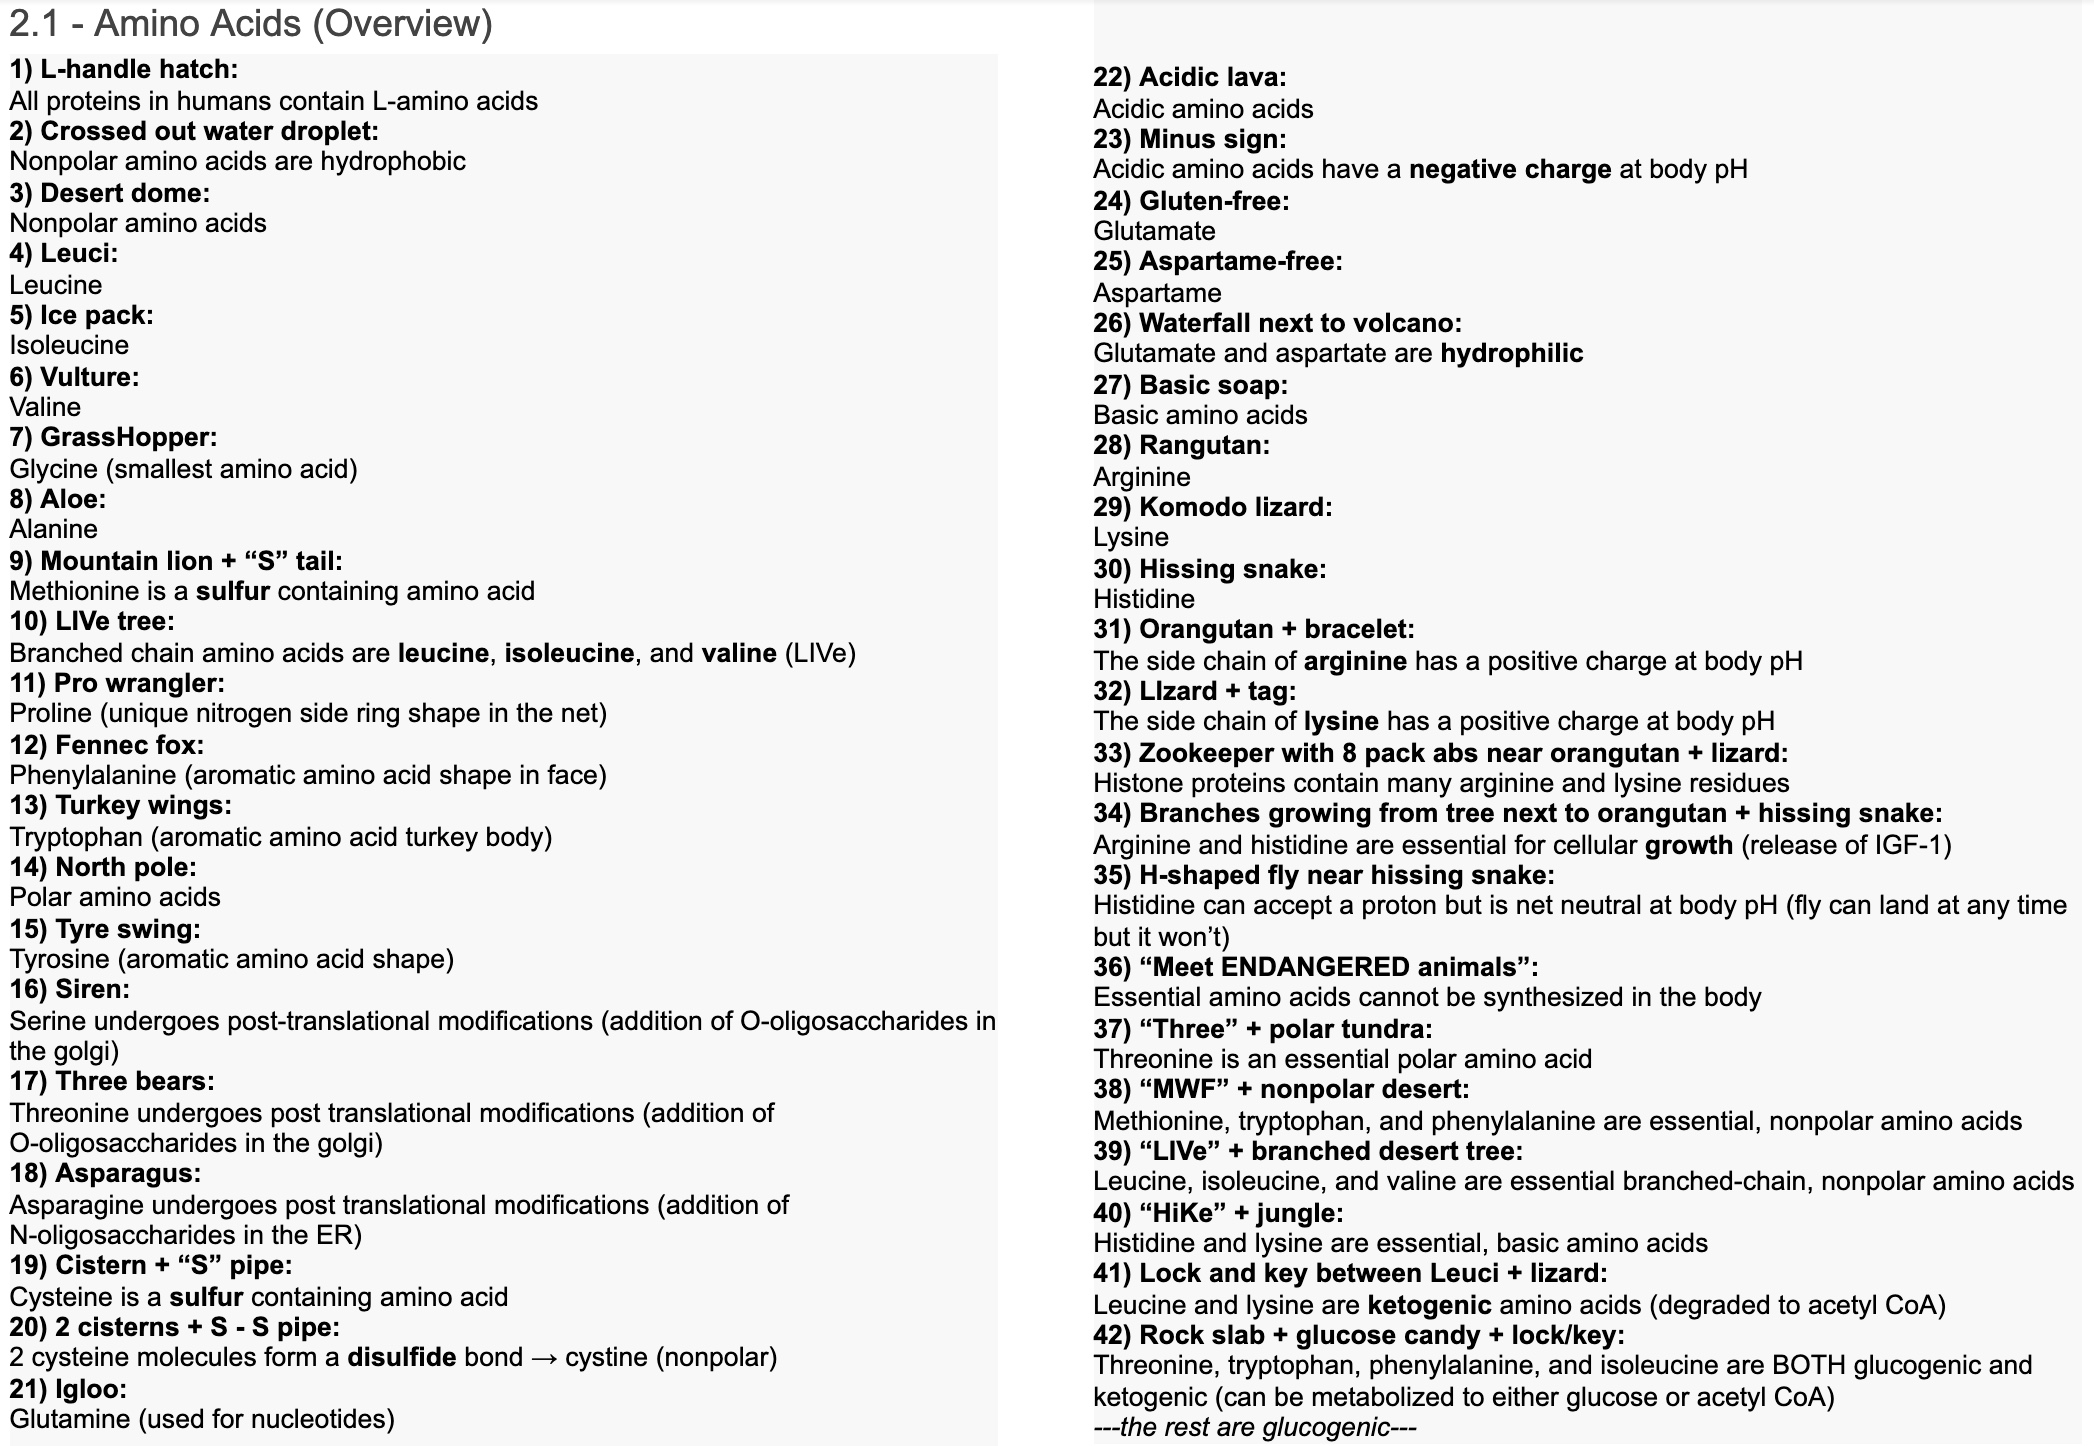 2.1 - Amino Acids (Overview)
1) L-handle hatch:
All proteins in humans contain L-amino acids
2) Crossed out water droplet:
Nonpolar amino acids are hydrophobic
3) Desert dome:
Nonpolar amino acids
4) Leuci:
Leucine
5) Ice pack:
Isoleucine
6) Vulture:
Valine
7) GrassHopper:
Glycine (smallest amino acid)
8) Aloe:
Alanine
9) Mountain lion + “S” tail:
Methionine is a sulfur containing amino acid
10) LIVe tree:
Branched chain amino acids are leucine, isoleucine, and valine (LIVe)
11) Pro wrangler:
Proline (unique nitrogen side ring shape in the net)
12) Fennec fox:
Phenylalanine (aromatic amino acid shape in face)
13) Turkey wings:
Tryptophan (aromatic amino acid turkey body)
14) North pole:
Polar amino acids
15) Tyre swing:
Tyrosine (aromatic amino acid shape)
16) Siren:
Serine undergoes post-translational modifications (addition of O-oligosaccharides in
the golgi)
17) Three bears:
Threonine undergoes post translational modifications (addition of
O-oligosaccharides in the golgi)
18) Asparagus:
Asparagine undergoes post translational modifications (addition of
N-oligosaccharides in the ER)
19) Cistern + “S” pipe:
Cysteine is a sulfur containing amino acid
20) 2 cisterns + S - S pipe:
2 cysteine molecules form a disulfide bond → cystine (nonpolar)
21) Igloo:
Glutamine (used for nucleotides)
22) Acidic lava:
Acidic amino acids
23) Minus sign:
Acidic amino acids have a negative charge at body pH
24) Gluten-free:
Glutamate
25) Aspartame-free:
Aspartame
26) Waterfall next to volcano:
Glutamate and aspartate are hydrophilic
27) Basic soap:
Basic amino acids
28) Rangutan:
Arginine
29) Komodo lizard:
Lysine
30) Hissing snake:
Histidine
31) Orangutan + bracelet:
The side chain of arginine has a positive charge at body pH
32) LIzard + tag:
The side chain of lysine has a positive charge at body pH
33) Zookeeper with 8 pack abs near orangutan + lizard:
Histone proteins contain many arginine and lysine residues
34) Branches growing from tree next to orangutan + hissing snake:
Arginine and histidine are essential for cellular growth (release of IGF-1)
35) H-shaped fly near hissing snake:
Histidine can accept a proton but is net neutral at body pH (fly can land at any time
but it won’t)
36) “Meet ENDANGERED animals”:
Essential amino acids cannot be synthesized in the body
37) “Three” + polar tundra:
Threonine is an essential polar amino acid
38) “MWF” + nonpolar desert:
Methionine, tryptophan, and phenylalanine are essential, nonpolar amino acids
39) “LIVe” + branched desert tree:
Leucine, isoleucine, and valine are essential branched-chain, nonpolar amino acids
40) “HiKe” + jungle:
Histidine and lysine are essential, basic amino acids
41) Lock and key between Leuci + lizard:
Leucine and lysine are ketogenic amino acids (degraded to acetyl CoA)
42) Rock slab + glucose candy + lock/key:
Threonine, tryptophan, phenylalanine, and isoleucine are BOTH glucogenic and
ketogenic (can be metabolized to either glucose or acetyl CoA)
---the rest are glucogenic---